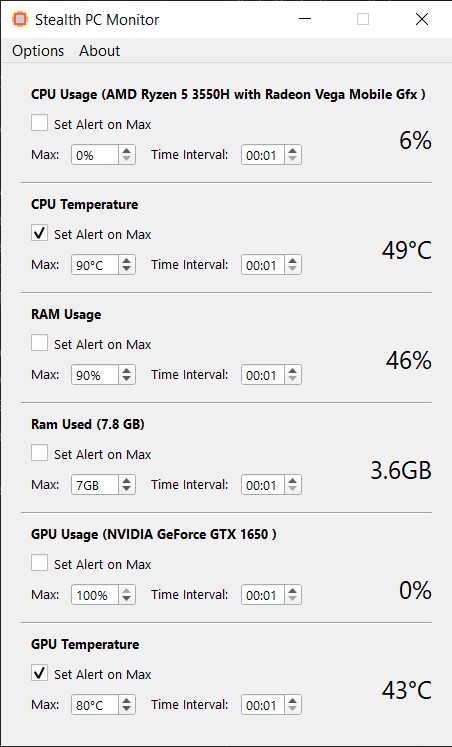 Stealth PC Monitor
Options About
CPU Usage (AMD Ryzen 5 3550H with Radeon Vega Mobile Gfx )
Set Alert on Max
Max: 0% Time Interval: 00:01 6%
CPU Temperature
Set Alert on Max
Max: 90°C Time Interval: 00:01 49°C
RAM Usage
Set Alert on Max
Max: 90% Time Interval: 00:01 46%
Ram Used (7.8 GB)
Set Alert on Max
Max: 7GB Time Interval: 00:01 3.6GB
GPU Usage (NVIDIA GeForce GTX 1650 )
Set Alert on Max
Max: 100% Time Interval: 00:01 0%
GPU Temperature
Set Alert on Max
Max: 80°C Time Interval: 00:01 43°C